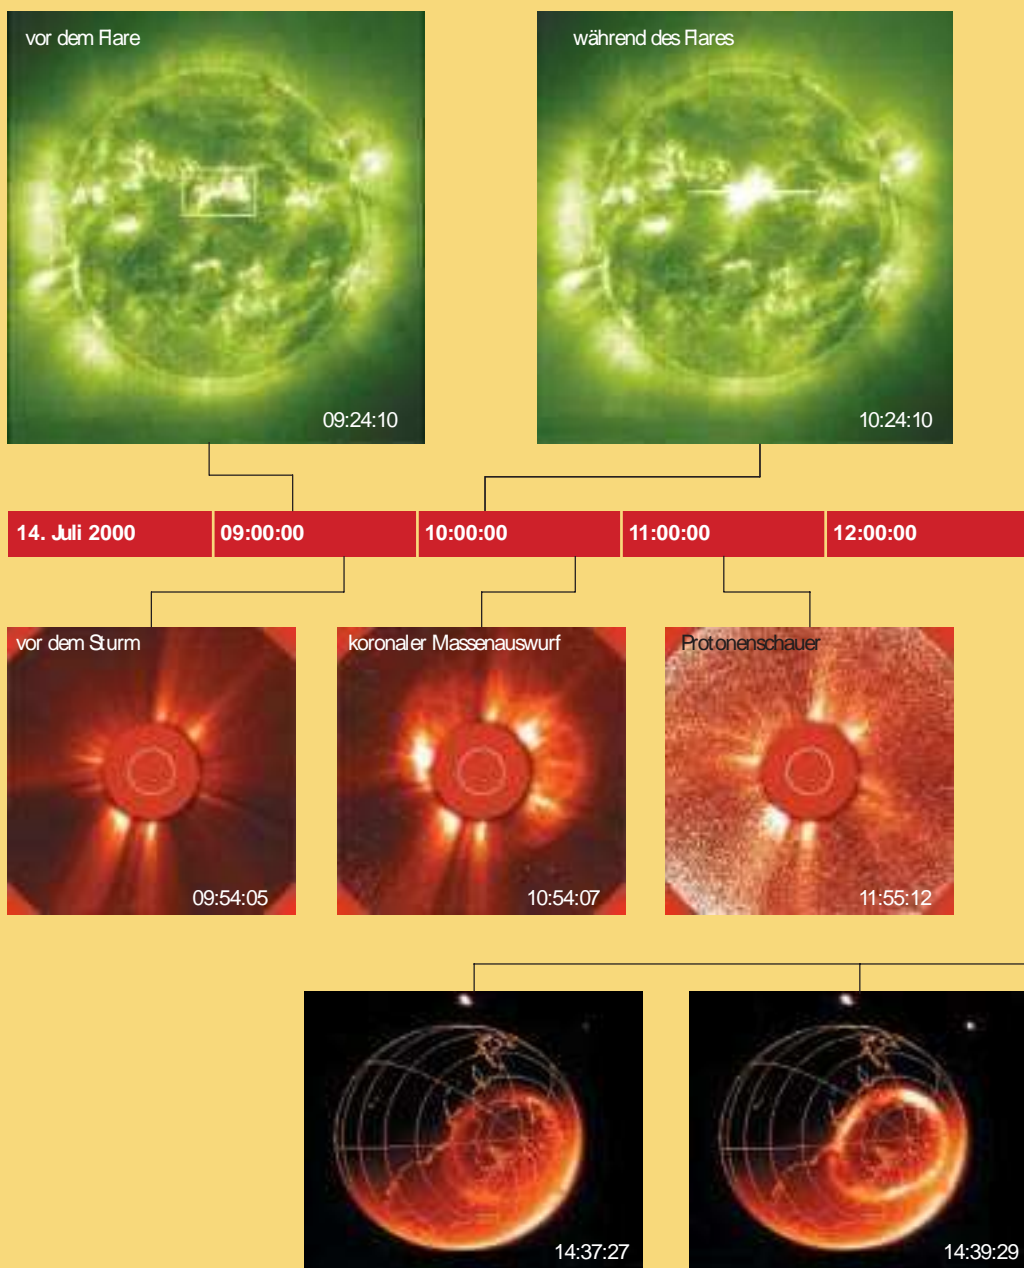 vor dem Flare
während des Flares
09:24:10
10:24:10
14. Juli 2000
09:00:00
10:00:00
11:00:00
12:00:00
vor dem Sturm
koronaler Massenauswurf
Protonenschauer
09:54:05
10:54:07
11:55:12
14:37:27
14:39:29